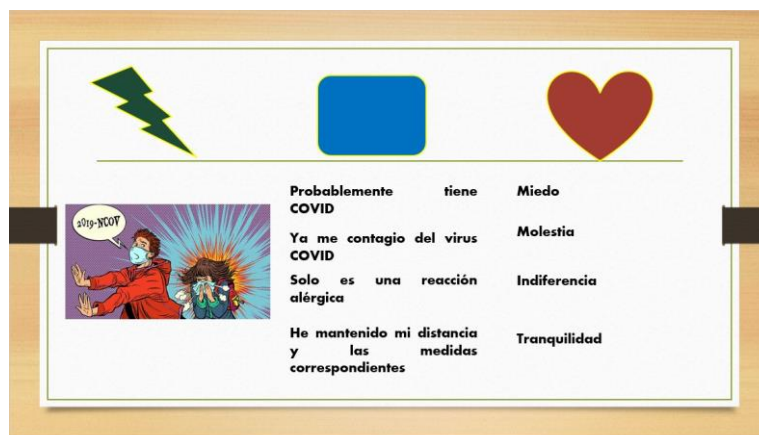 2019-NCOV
Probablemente tiene
COVID
Miedo
Ya me contagio del virus
COVID
Molestia
Solo es una reacción
alérgica
Indiferencia
He mantenido mi distancia
y las medidas
correspondientes
Tranquilidad